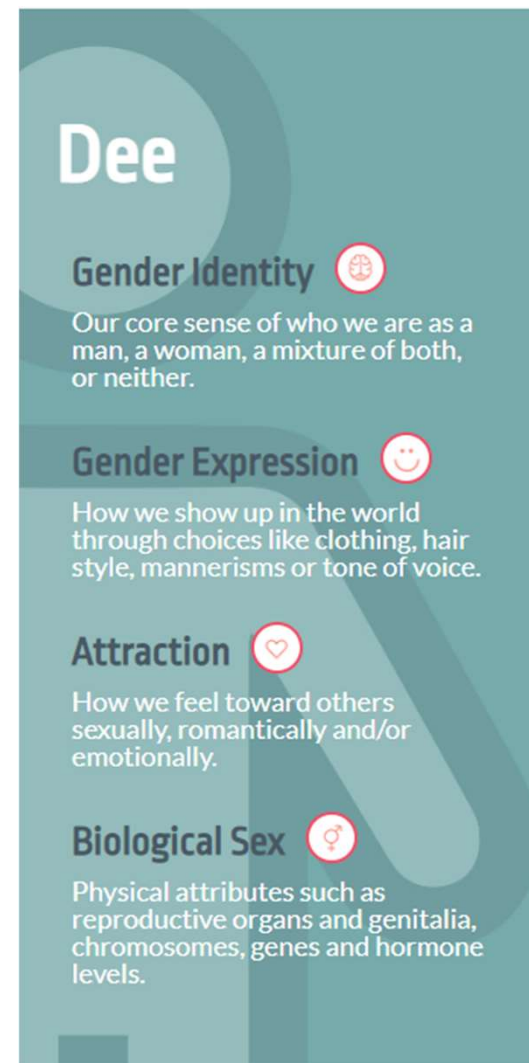 Dee
Gender Identity
Our core sense of who we are as a
man, a woman, a mixture of both,
or neither.
Gender Expression
How we show up in the world
through choices like clothing, hair
style, mannerisms or tone of voice.
Attraction
How we feel toward others
sexually, romantically and/or
emotionally.
Biological Sex
Physical attributes such as
reproductive organs and genitalia,
chromosomes, genes and hormone
levels.